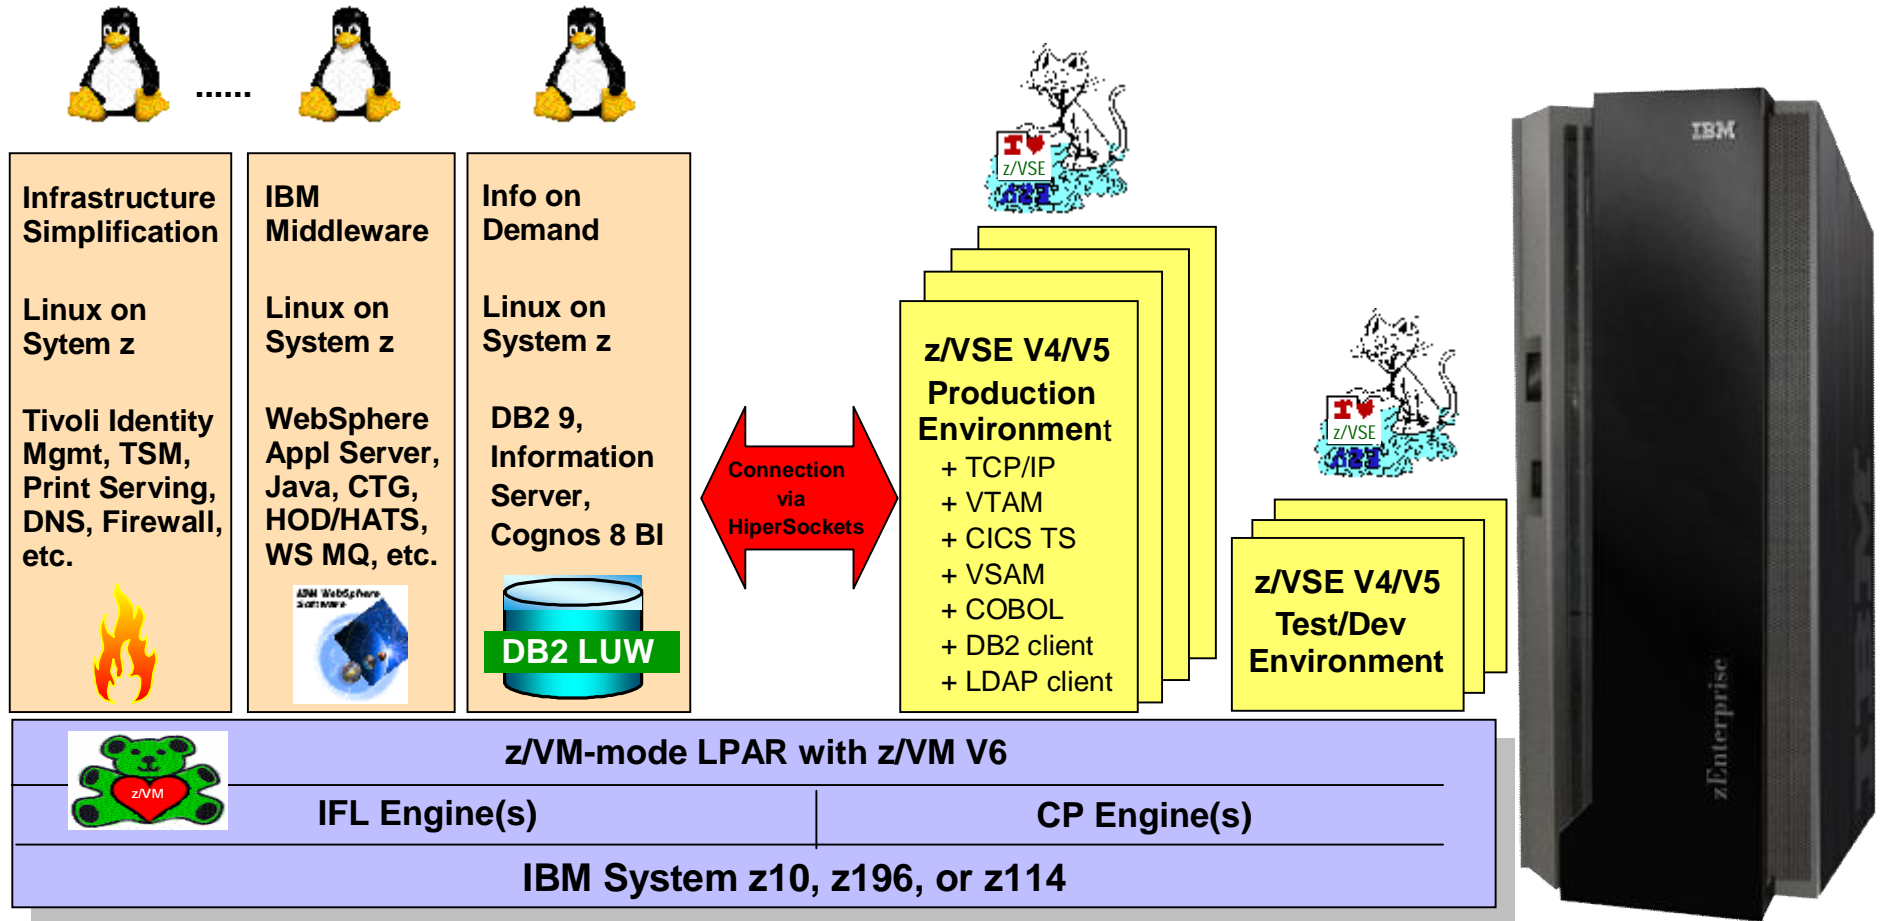 ......
Infrastructure
Simplification
Linux on
Sytem z
Tivoli Identity
Mgmt, TSM,
Print Serving,
DNS, Firewall,
etc.
IBM
Middleware
Linux on
System z
WebSphere
Appl Server,
Java, CTG,
HOD/HATS,
WS MQ, etc.
IBM WebSphere
Software
Info on
Demand
Linux on
System z
DB2 9,
Information
Server,
Cognos 8 BI
DB2 LUW
Connection
via
HiperSockets
I ♥
z/VSE
z/VSE V4/V5
Production
Environment
+ TCP/IP
+ VTAM
+ CICS TS
+ VSAM
+ COBOL
+ DB2 client
+ LDAP client
I ♥
z/VSE
z/VSE V4/V5
Test/Dev
Environment
z/VM
z/VM-mode LPAR with z/VM V6
IFL Engine(s)
CP Engine(s)
IBM System z10, z196, or z114
IBM
zEnterprise